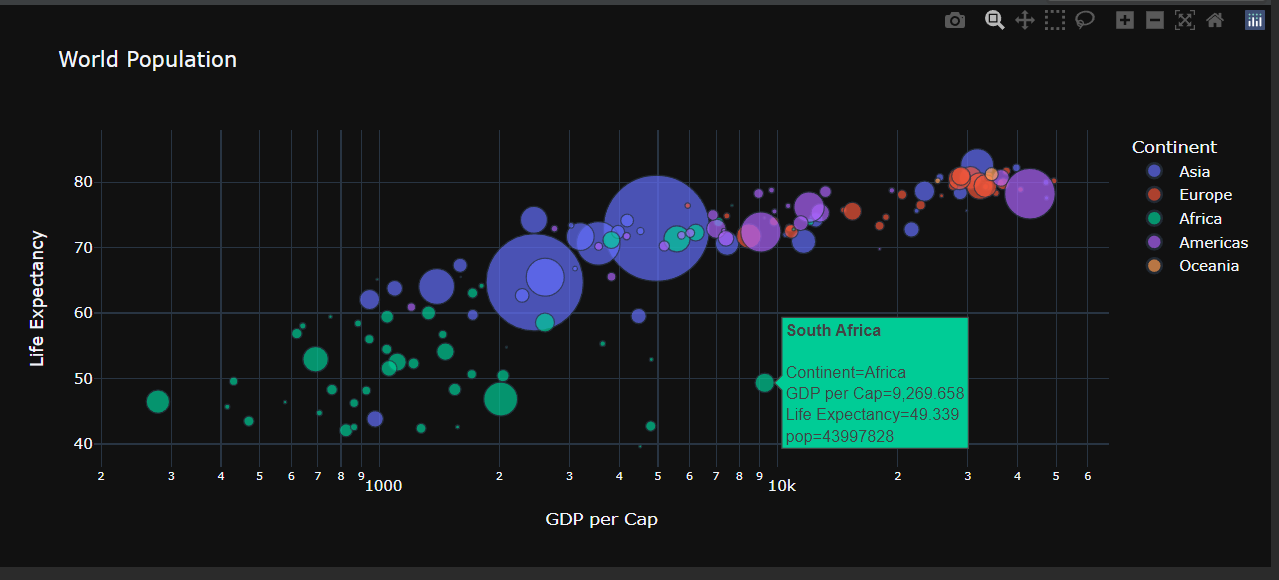 World Population
Continent
Asia
Europe
Africa
Americas
Oceania
Life Expectancy
80
70
60
50
40
South Africa
Continent=Africa
GDP per Cap=9,269.658
Life Expectancy=49.339
pop=43997828
2 3 4 5 6 7 8 9 1000 2 3 4 5 6 7 8 9 10k 2 3 4 5 6
GDP per Cap